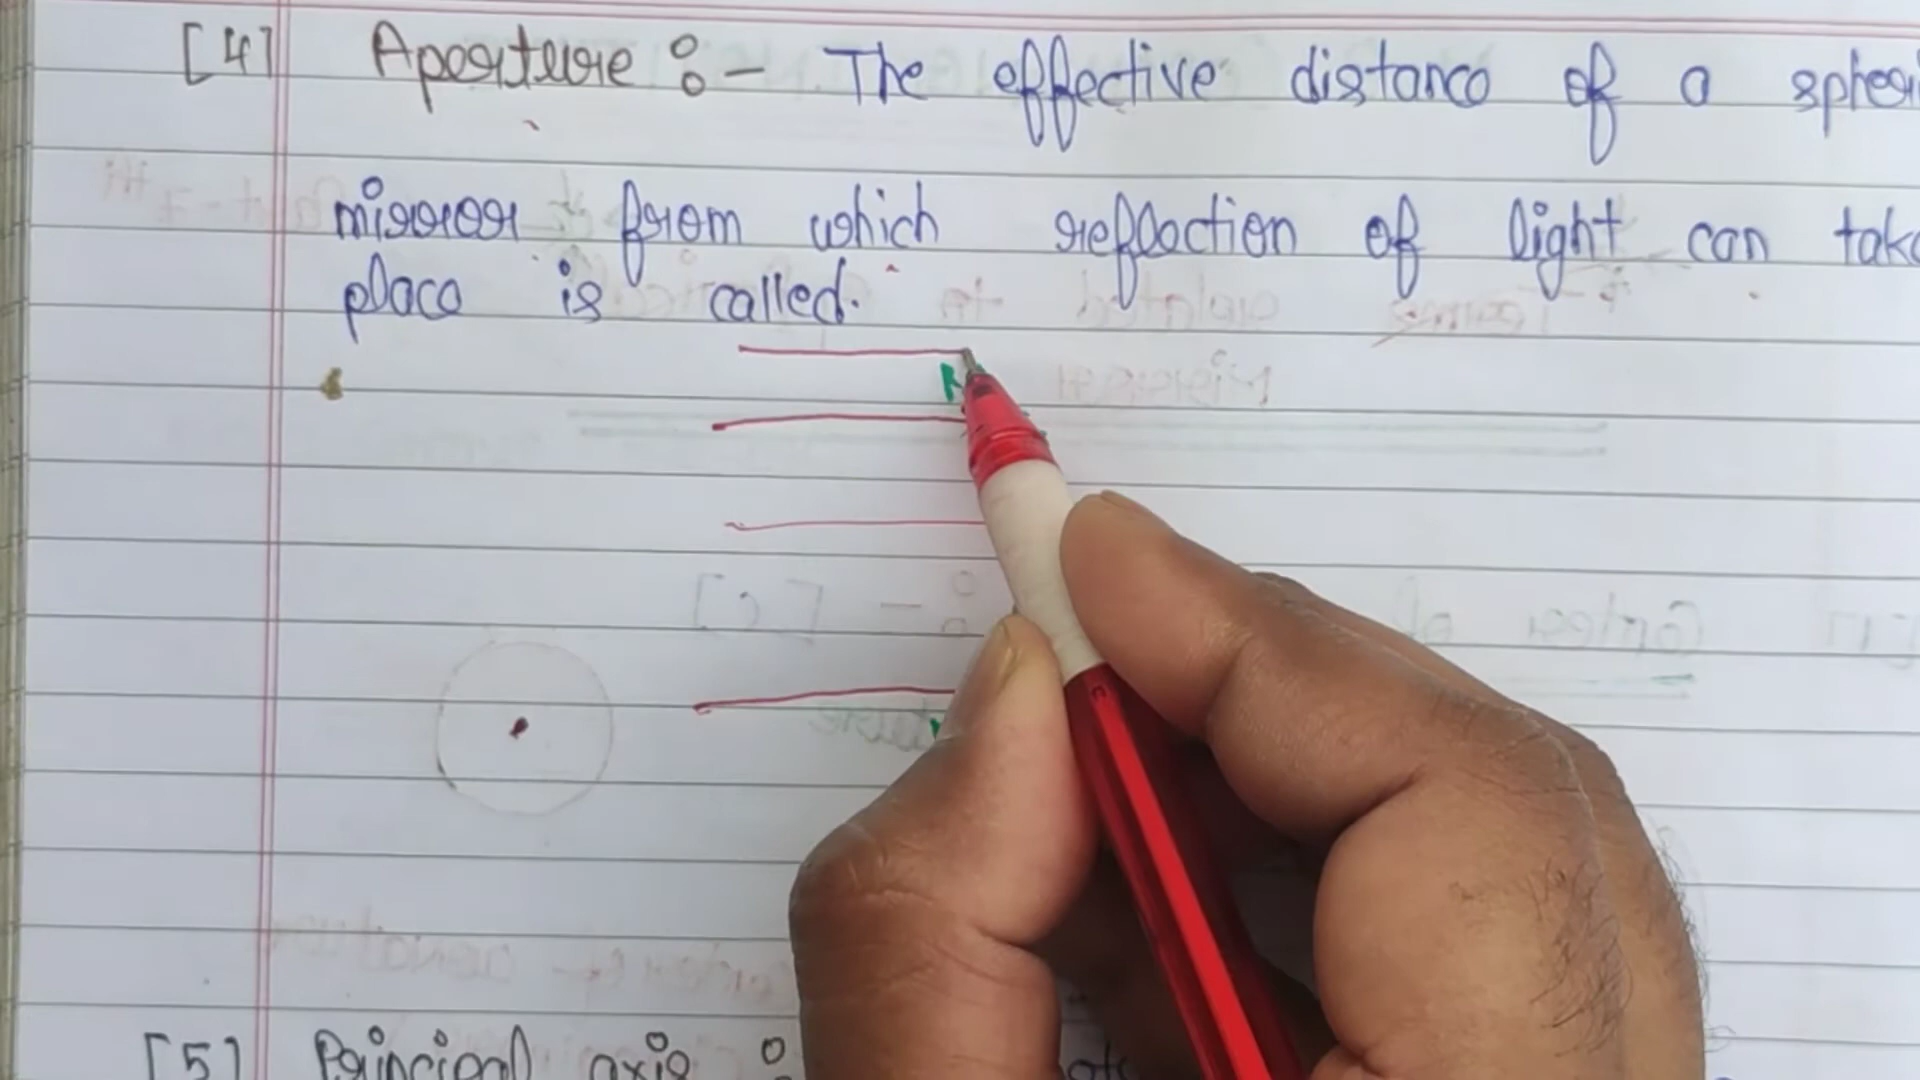 [4] Aperture :- The effective distance of a spheri
mirror from which reflection of light can take
place is called.
M
[5] Principal axis :